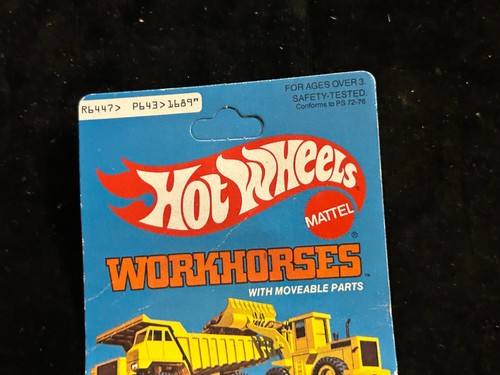 R6447> P643>1689"
FOR AGES OVER 3.
SAFETY-TESTED.
Conforms to PS 72-76
HOT WHEELS
MATTEL
®
WORKHORSES™
WITH MOVEABLE PARTS